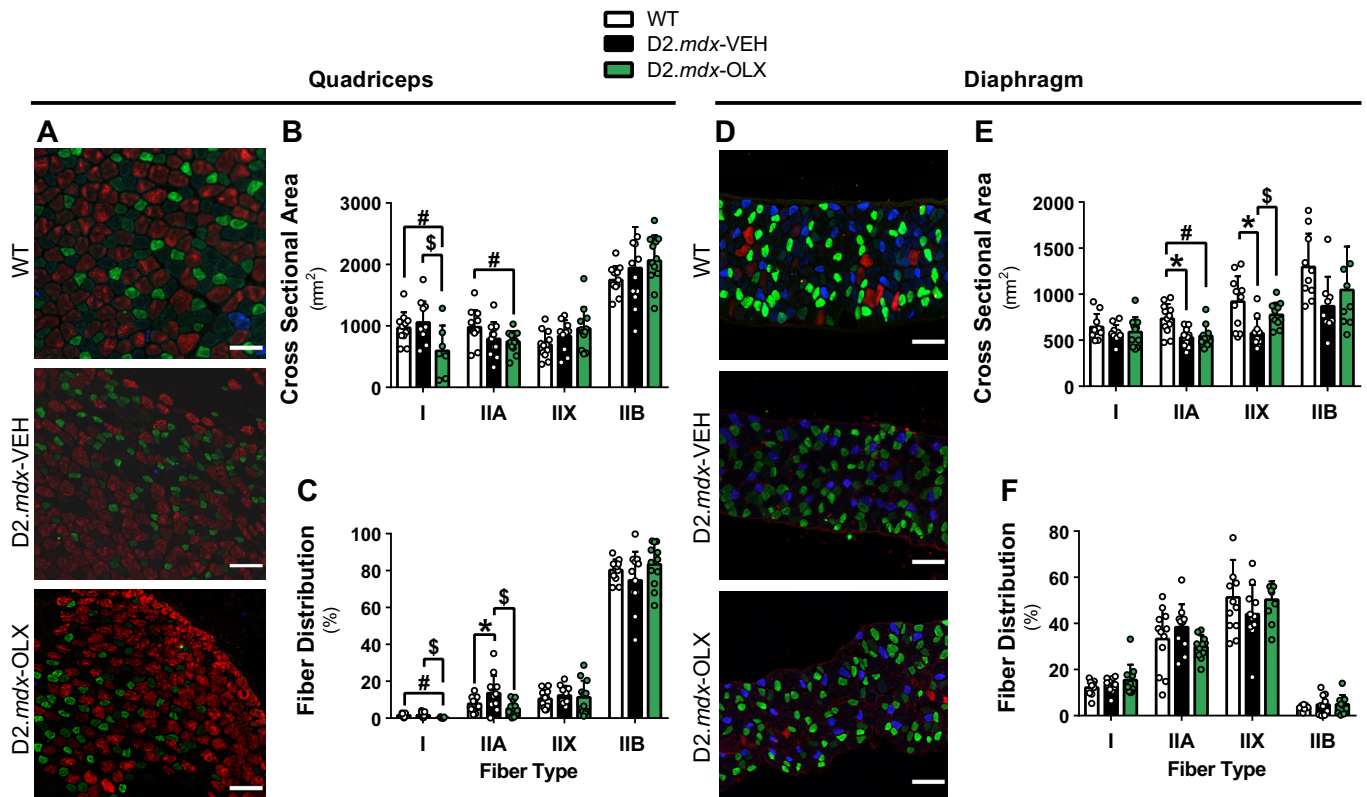 WT
D2.mdx-VEH
D2.mdx-OLX
Quadriceps
Diaphragm
A
WT
D2.mdx-VEH
D2.mdx-OLX
B
Cross Sectional Area
(mm²)
3000
2000
1000
0
#
$
#
I IIA IIX IIB
C
Fiber Distribution
(%)
100
80
60
40
20
0
#
$
*
$
I IIA IIX IIB
Fiber Type
D
WT
D2.mdx-VEH
D2.mdx-OLX
E
Cross Sectional Area
(mm²)
2000
1500
1000
500
0
*
#
*
$
I IIA IIX IIB
F
Fiber Distribution
(%)
80
60
40
20
0
I IIA IIX IIB
Fiber Type